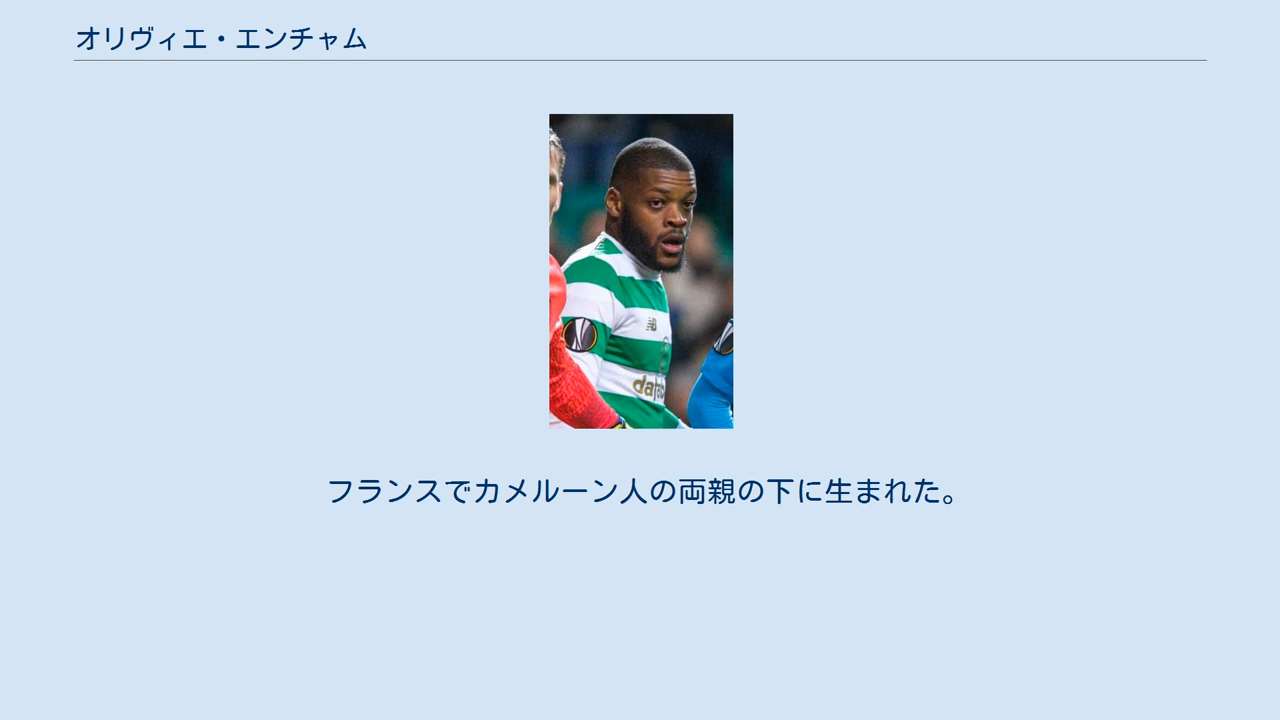 オリヴィエ・エンチャム
dafa
フランスでカメルーン人の両親の下に生まれた。